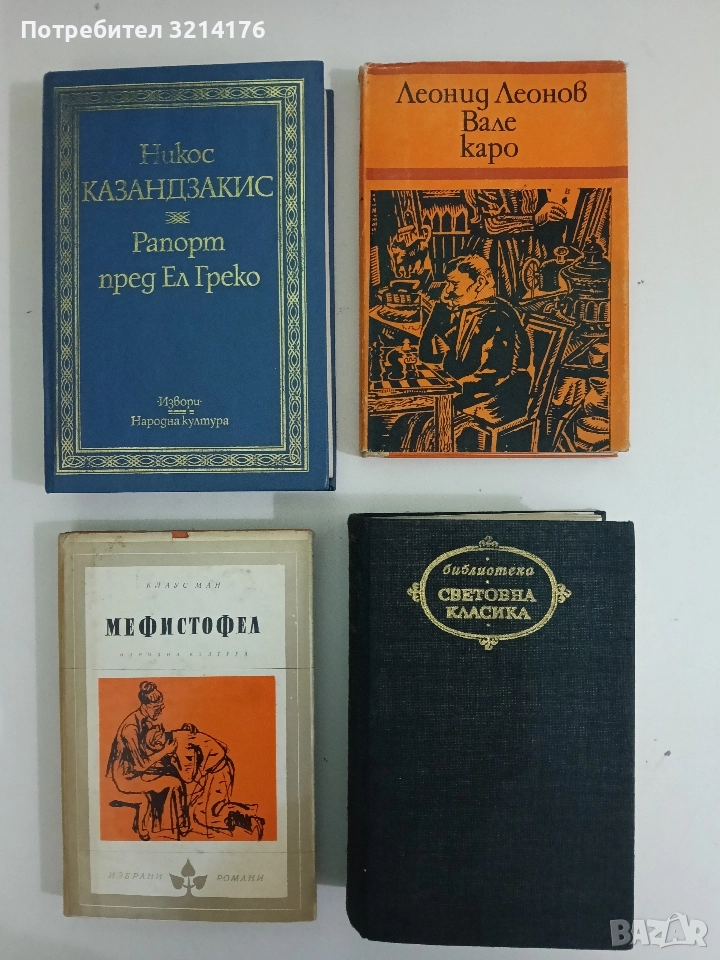 Потребител 3214176
Никос
КАЗАНДЗАКИС
Рапорт
пред Ел Греко
·Извори·
Народна култура
Леонид Леонов
Вале
каро
КЛАУС МАН
МЕФИСТОФЕЛ
НАРОДНА КУЛТУРА
ИЗБРАНИ РОМАНИ
библиотека
СВЕТОВНА
КЛАСИКА
BAZAR